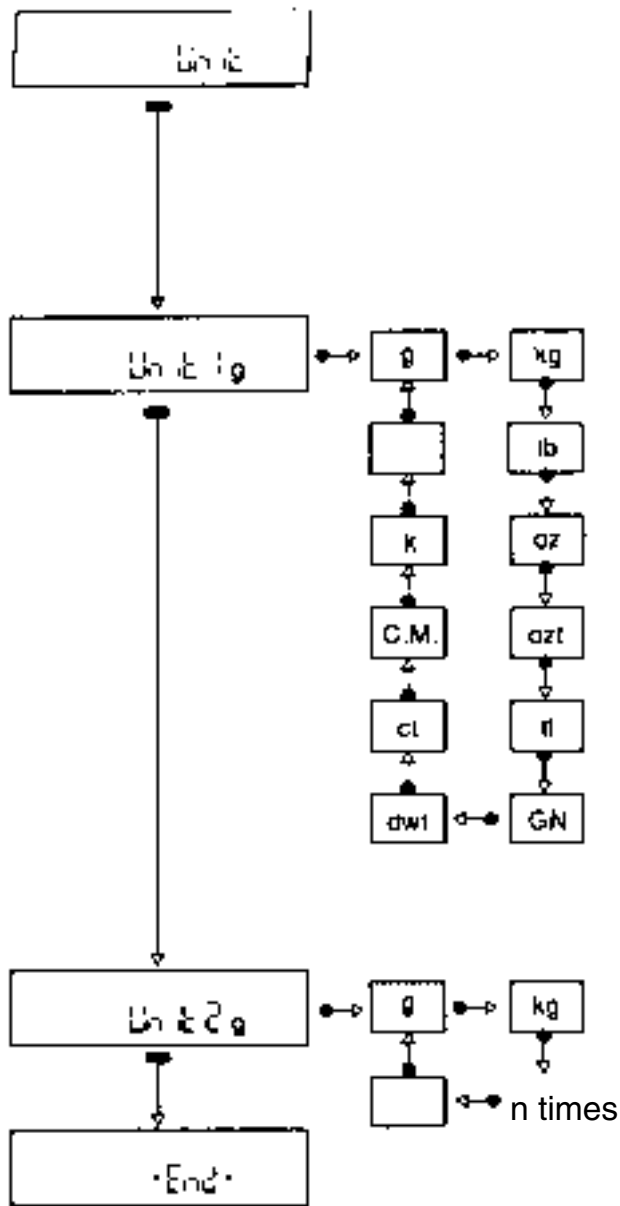 Unit
Unit 1 g
g
kg
lb
k
oz
C.M.
ozt
ct
tl
dwt
GN
Unit 2 g
g
kg
n times
-End-